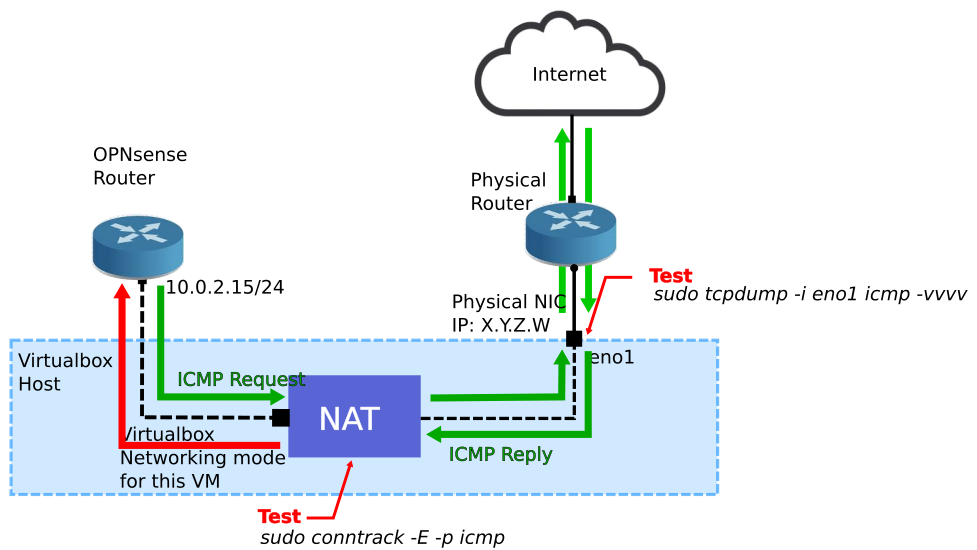 Internet
OPNsense
Router
Physical
Router
10.0.2.15/24
Test
sudo tcpdump -i eno1 icmp -vvvv
Physical NIC
IP: X.Y.Z.W
Virtualbox
Host
eno1
ICMP Request
NAT
Virtualbox
Networking mode
for this VM
ICMP Reply
Test
sudo conntrack -E -p icmp